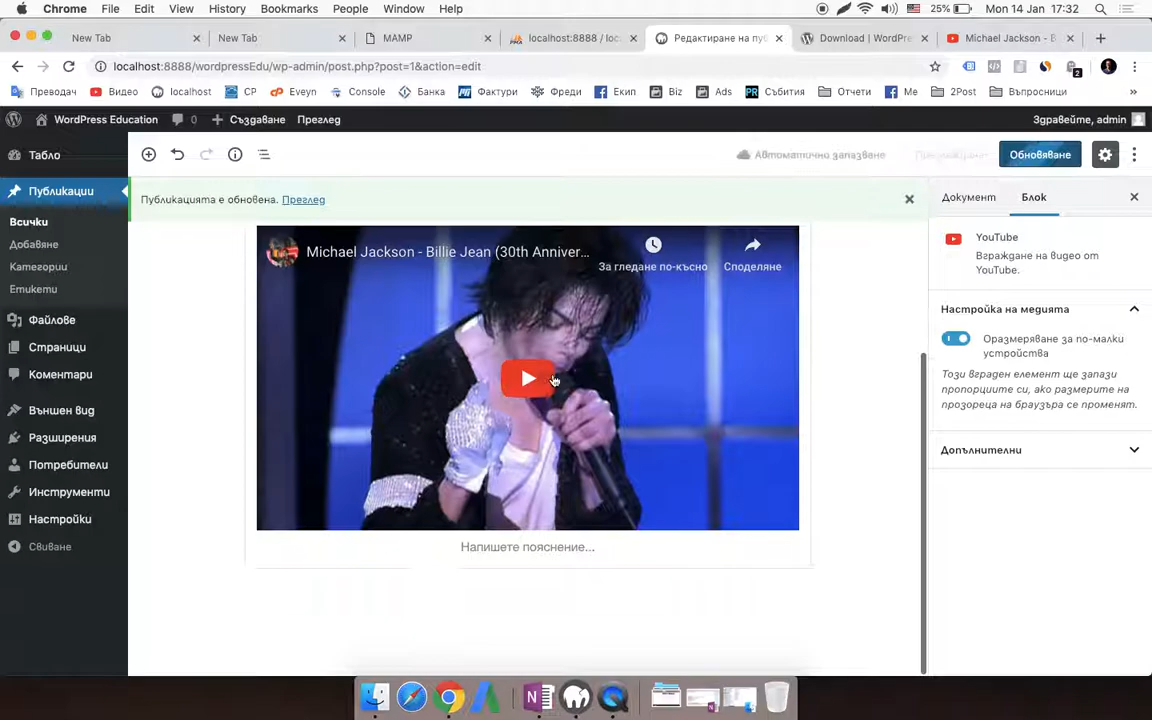 Chrome File Edit View History Bookmarks People Window Help 25% Mon 14 Jan 17:32
New Tab New Tab MAMP localhost:8888 / loc Редактиране на пуб Download | WordPre Michael Jackson - B
localhost:8888/wordpressEdu/wp-admin/post.php?post=1&action=edit 2
Преводач Видео localhost CP Eveyn Console Банка Фактури Фреди Екип Biz Ads PR Събития Отчети Me 2Post Въпросници »
WordPress Education 0 Създаване Преглед Здравейте, admin
Табло
Автоматично запазване
Обновяване
Публикации
Всички
Добавяне
Категории
Етикети
Файлове
Страници
Коментари
Външен вид
Разширения
Потребители
Инструменти
Настройки
Свиване
Публикацията е обновена. Преглед
Michael Jackson - Billie Jean (30th Anniver...
За гледане по-късно
Споделяне
Напишете пояснение...
Документ Блок
YouTube
Вграждане на видео от
YouTube.
Настройка на медията
Оразмеряване за по-малки
устройства
Този вграден елемент ще запази
пропорциите си, ако размерите на
прозореца на браузъра се променят.
Допълнителни